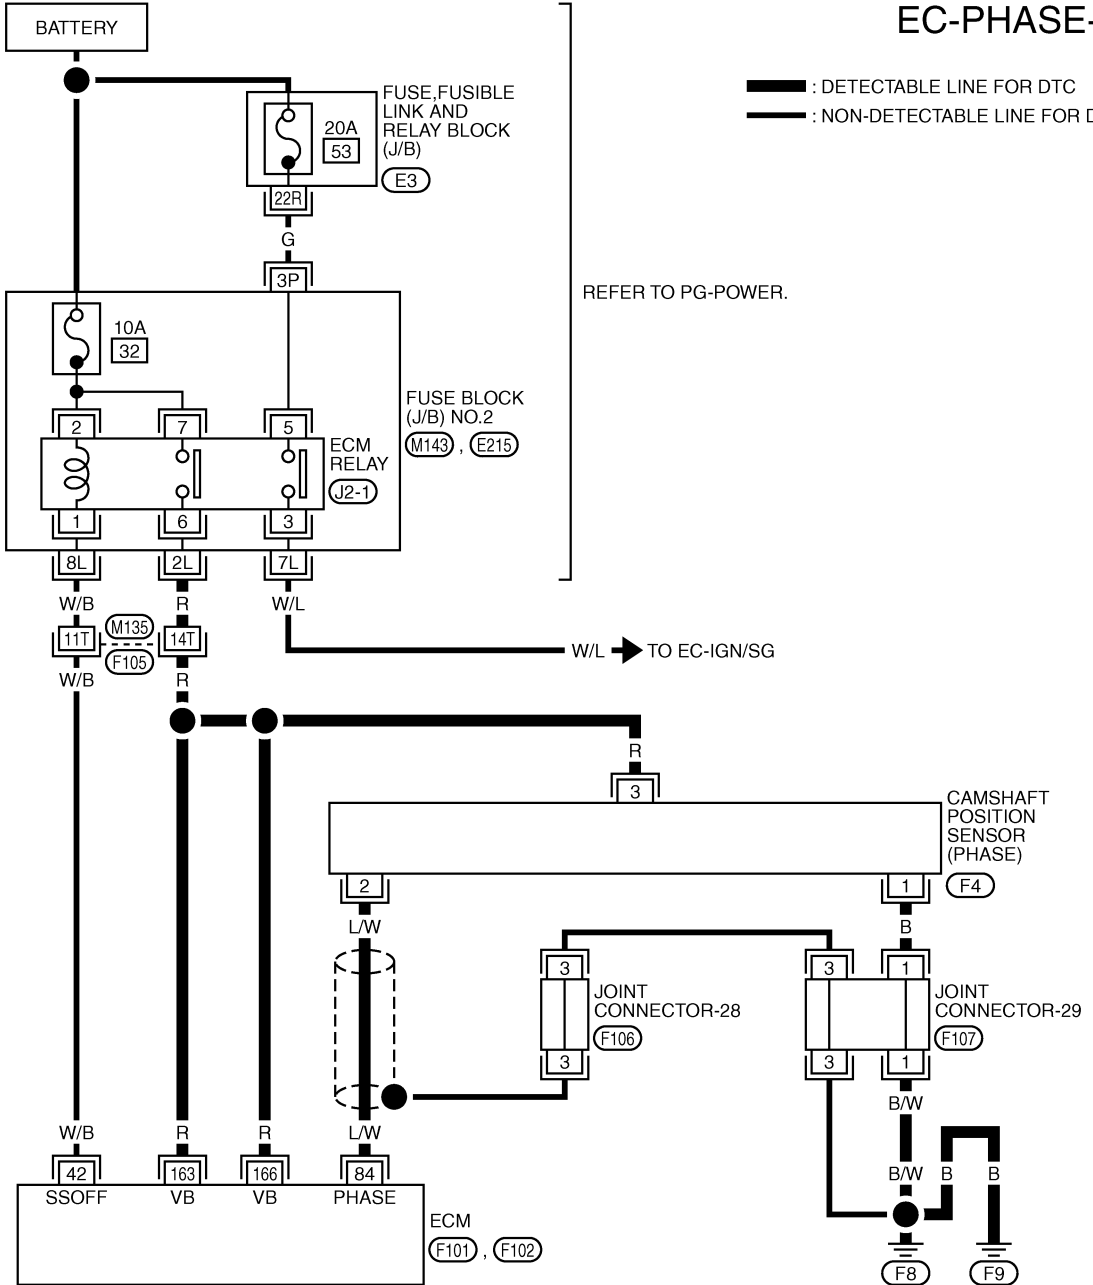 EC-PHASE-
BATTERY
: DETECTABLE LINE FOR DTC
: NON-DETECTABLE LINE FOR D
FUSE,FUSIBLE
LINK AND
RELAY BLOCK
(J/B)
E3
20A
53
22R
G
3P
REFER TO PG-POWER.
10A
32
FUSE BLOCK
(J/B) NO.2
M143 , E215
2 7 5
ECM
RELAY
J2-1
1 6 3
8L 2L 7L
W/B R W/L
M135
11T 14T
F105
W/L TO EC-IGN/SG
W/B R
R
3
CAMSHAFT
POSITION
SENSOR
(PHASE)
F4
2 1
L/W B
3 3 1
JOINT
CONNECTOR-28
F106
JOINT
CONNECTOR-29
F107
3 3 1
B/W
W/B R R L/W
B/W B B
42 163 166 84
SSOFF VB VB PHASE
ECM
F101 , F102
F8 F9